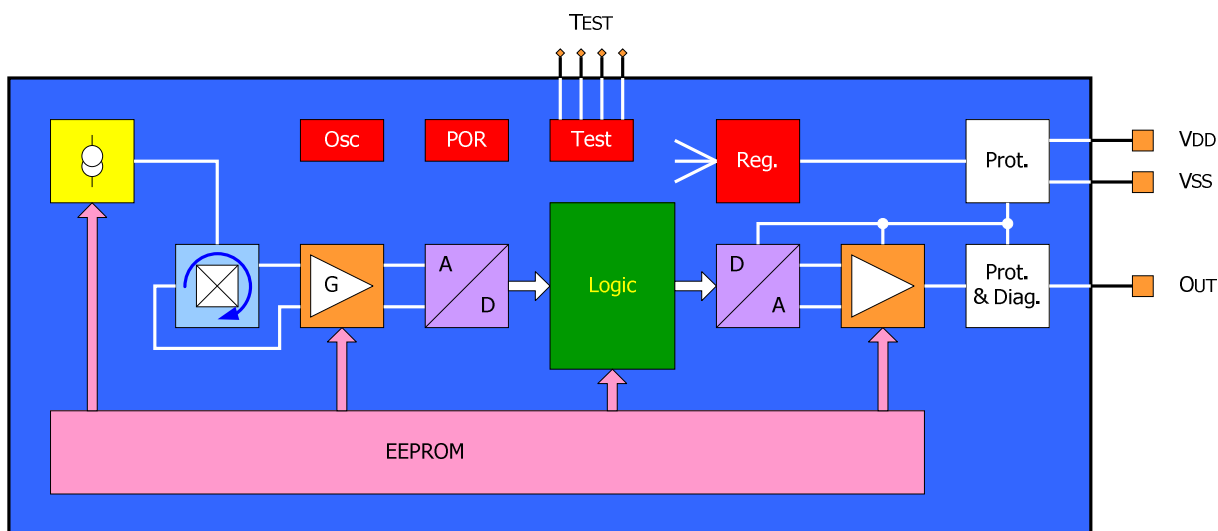 TEST
Osc
POR
Test
Reg.
Prot.
VDD
VSS
G
A
D
Logic
D
A
Prot.
& Diag.
OUT
EEPROM